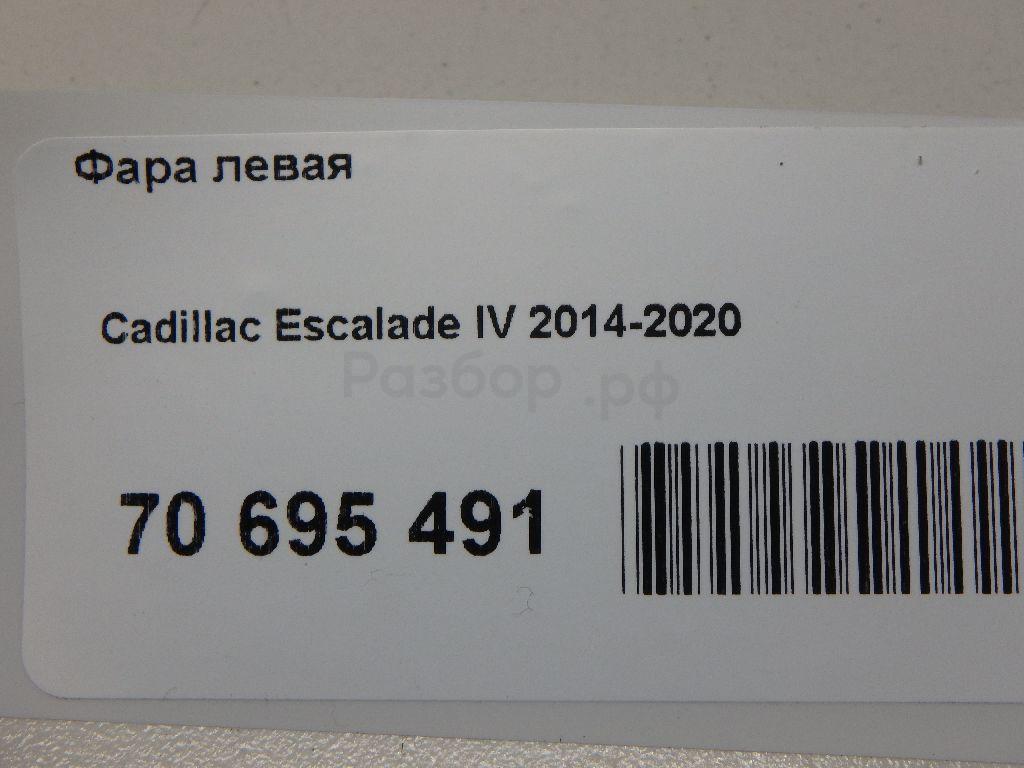 Фара левая
Cadillac Escalade IV 2014-2020
Разбор.рф
70 695 491